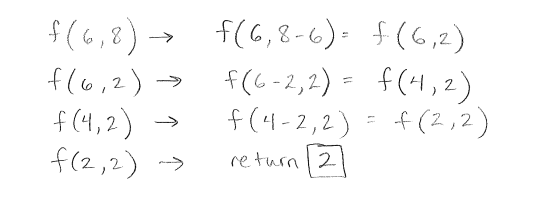 f(6,8) → f(6,8-6) = f(6,2)
f(6,2) → f(6-2,2) = f(4,2)
f(4,2) → f(4-2,2) = f(2,2)
f(2,2) → return 2